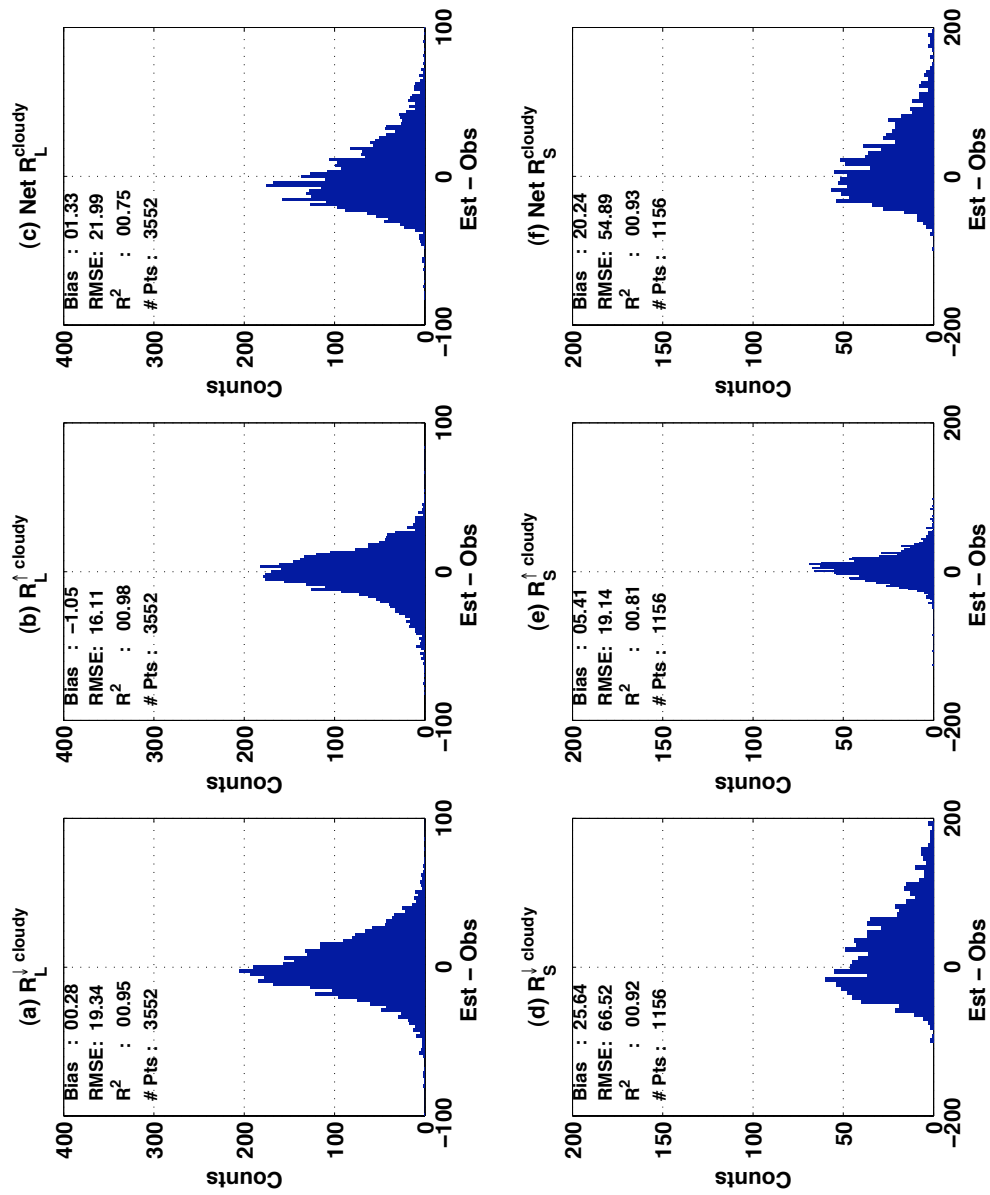 (a) R_L^↓ cloudy
400
300
200
100
0
Counts
Bias : 00.28
RMSE: 19.34
R^2 : 00.95
# Pts : 3552
−100 0 100
Est − Obs
(b) R_L^↑ cloudy
400
300
200
100
0
Counts
Bias : −1.05
RMSE: 16.11
R^2 : 00.98
# Pts : 3552
−100 0 100
Est − Obs
(c) Net R_L^cloudy
400
300
200
100
0
Counts
Bias : 01.33
RMSE: 21.99
R^2 : 00.75
# Pts : 3552
−100 0 100
Est − Obs
(d) R_S^↓ cloudy
200
150
100
50
0
Counts
Bias : 25.64
RMSE: 66.52
R^2 : 00.92
# Pts : 1156
−200 0 200
Est − Obs
(e) R_S^↑ cloudy
200
150
100
50
0
Counts
Bias : 05.41
RMSE: 19.14
R^2 : 00.81
# Pts : 1156
−200 0 200
Est − Obs
(f) Net R_S^cloudy
200
150
100
50
0
Counts
Bias : 20.24
RMSE: 54.89
R^2 : 00.93
# Pts : 1156
−200 0 200
Est − Obs